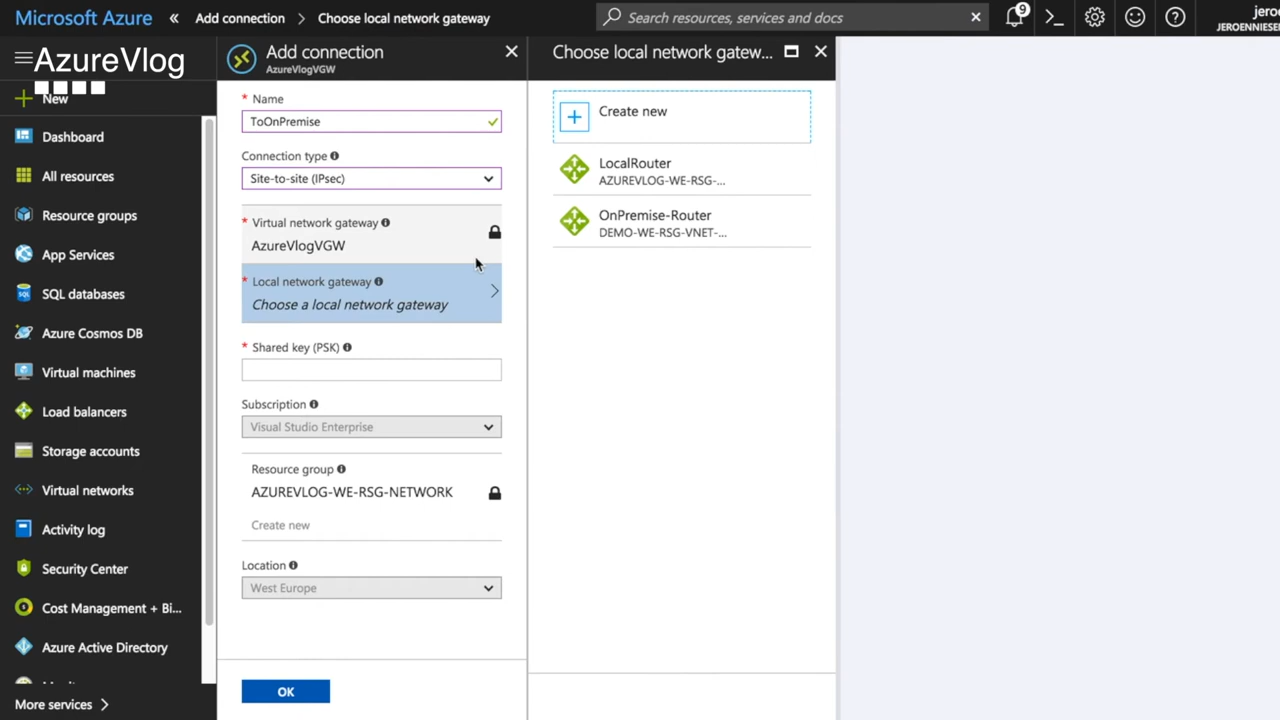 Microsoft Azure
Add connection
Choose local network gateway
Search resources, services and docs
9
jeroe
JEROENNIESEN
AzureVlog
New
Dashboard
All resources
Resource groups
App Services
SQL databases
Azure Cosmos DB
Virtual machines
Load balancers
Storage accounts
Virtual networks
Activity log
Security Center
Cost Management + Bi...
Azure Active Directory
More services
Add connection
AzureVlogVGW
* Name
ToOnPremise
Connection type
Site-to-site (IPsec)
* Virtual network gateway
AzureVlogVGW
* Local network gateway
Choose a local network gateway
* Shared key (PSK)
Subscription
Visual Studio Enterprise
Resource group
AZUREVLOG-WE-RSG-NETWORK
Create new
Location
West Europe
OK
Choose local network gatew...
Create new
LocalRouter
AZUREVLOG-WE-RSG-...
OnPremise-Router
DEMO-WE-RSG-VNET-...